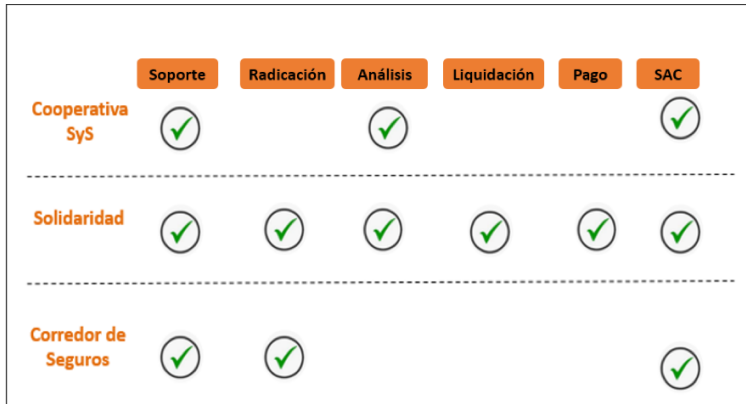 Soporte Radicación Análisis Liquidación Pago SAC
Cooperativa
SyS
Solidaridad
Corredor de
Seguros